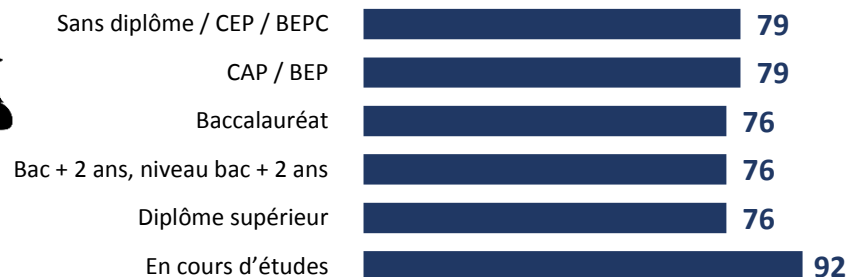 Sans diplôme / CEP / BEPC 79
CAP / BEP 79
Baccalauréat 76
Bac + 2 ans, niveau bac + 2 ans 76
Diplôme supérieur 76
En cours d’études 92